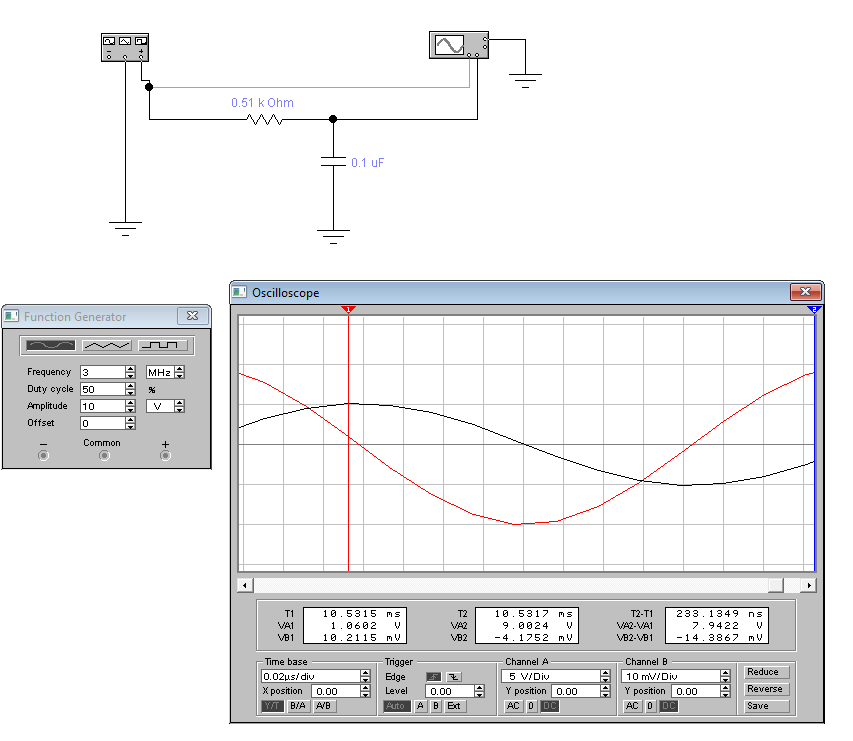 0.51 k Ohm
0.1 uF
Function Generator
Frequency 3 MHz
Duty cycle 50 %
Amplitude 10 V
Offset 0
− Common +
Oscilloscope
1 2
T1 10.5315 ms T2 10.5317 ms T2-T1 233.1349 ns
VA1 1.0602 V VA2 9.0024 V VA2-VA1 7.9422 V
VB1 10.2115 mV VB2 -4.1752 mV VB2-VB1 -14.3867 mV
Time base Trigger Channel A Channel B
0.02µs/div Edge 5 V/Div 10 mV/Div Reduce
X position 0.00 Level 0.00 Y position 0.00 Y position 0.00 Reverse
Y/T B/A A/B Auto A B Ext AC 0 DC AC 0 DC Save